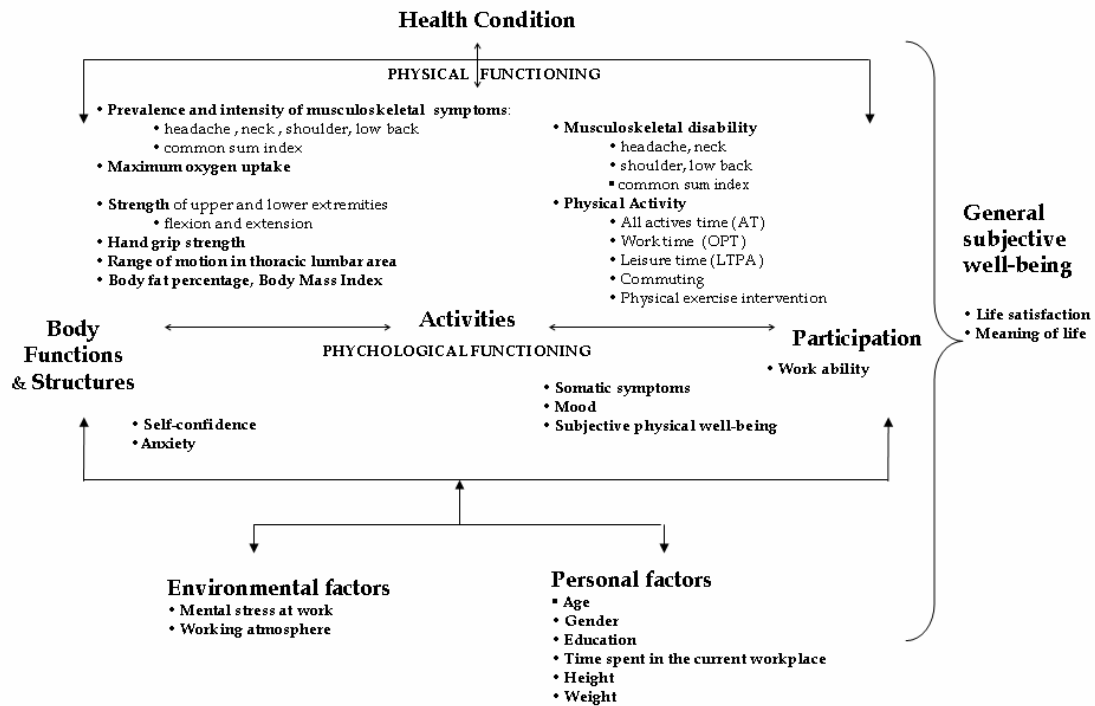 Health Condition
PHYSICAL FUNCTIONING
• Prevalence and intensity of musculoskeletal symptoms:
• headache , neck , shoulder, low back
• common sum index
• Maximum oxygen uptake
• Strength of upper and lower extremities
• flexion and extension
• Hand grip strength
• Range of motion in thoracic lumbar area
• Body fat percentage, Body Mass Index
• Musculoskeletal disability
• headache, neck
• shoulder, low back
▪ common sum index
• Physical Activity
• All actives time (AT)
• Work time (OPT)
• Leisure time (LTPA)
• Commuting
• Physical exercise intervention
General
subjective
well-being
• Life satisfaction
• Meaning of life
Body
Functions
& Structures
Activities
Participation
PHYCHOLOGICAL FUNCTIONING
• Work ability
• Self-confidence
• Anxiety
• Somatic symptoms
• Mood
• Subjective physical well-being
Environmental factors
• Mental stress at work
• Working atmosphere
Personal factors
▪ Age
• Gender
• Education
• Time spent in the current workplace
• Height
• Weight